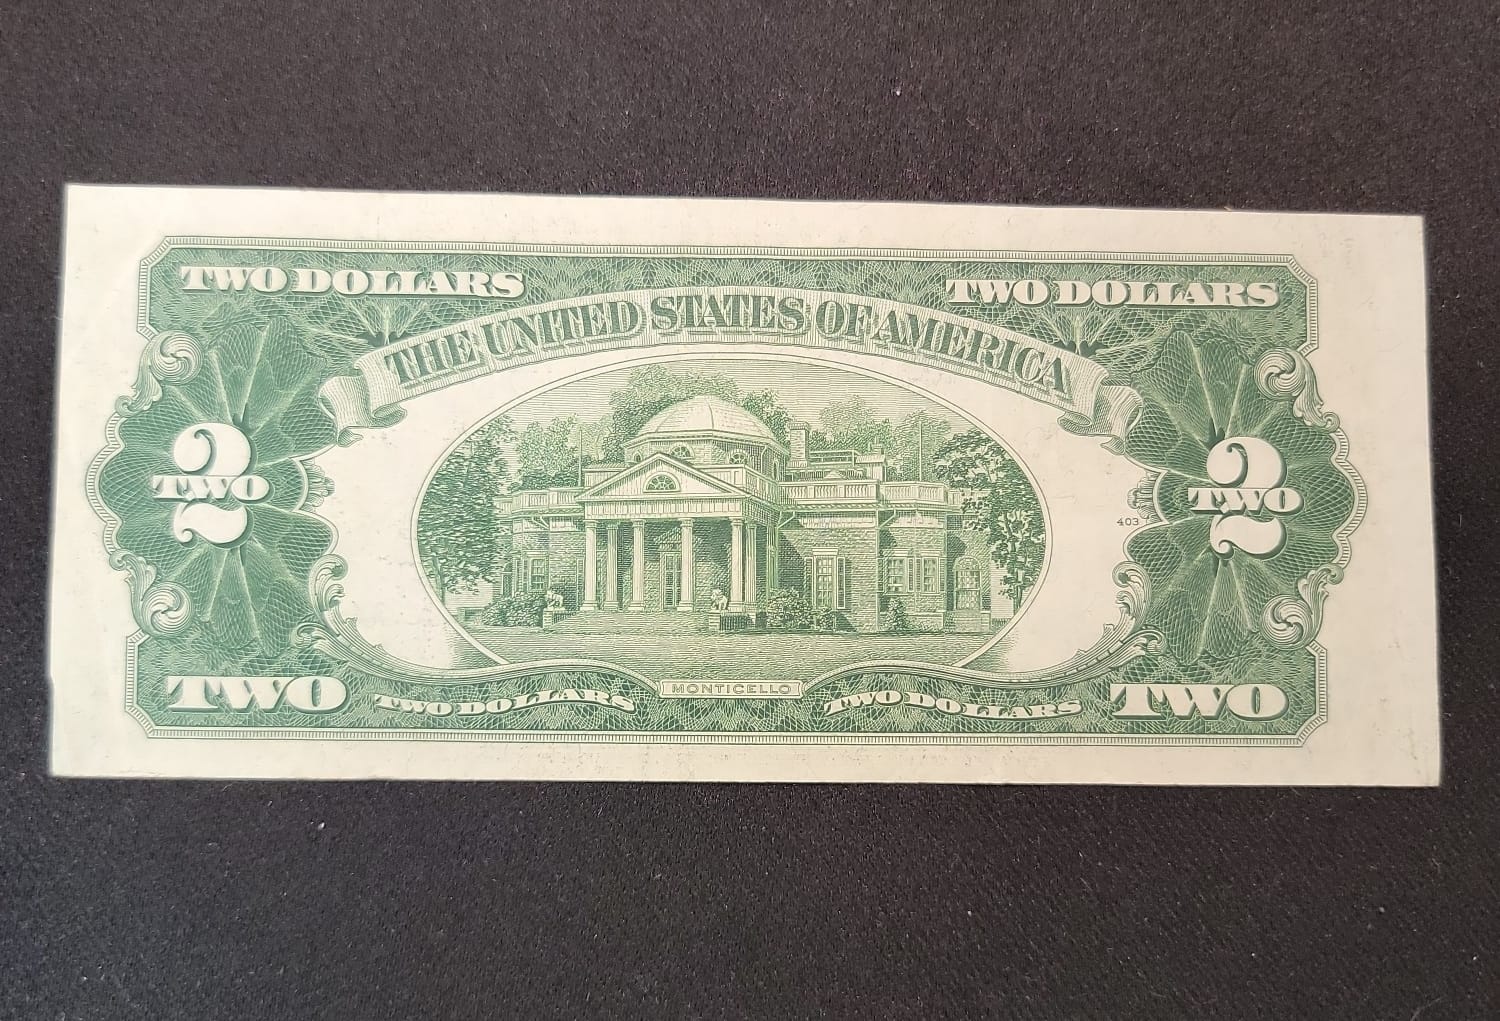 TWO DOLLARS TWO DOLLARS
THE UNITED STATES OF AMERICA
2 TWO
403
2 TWO
MONTICELLO
TWO TWO DOLLARS TWO DOLLARS TWO